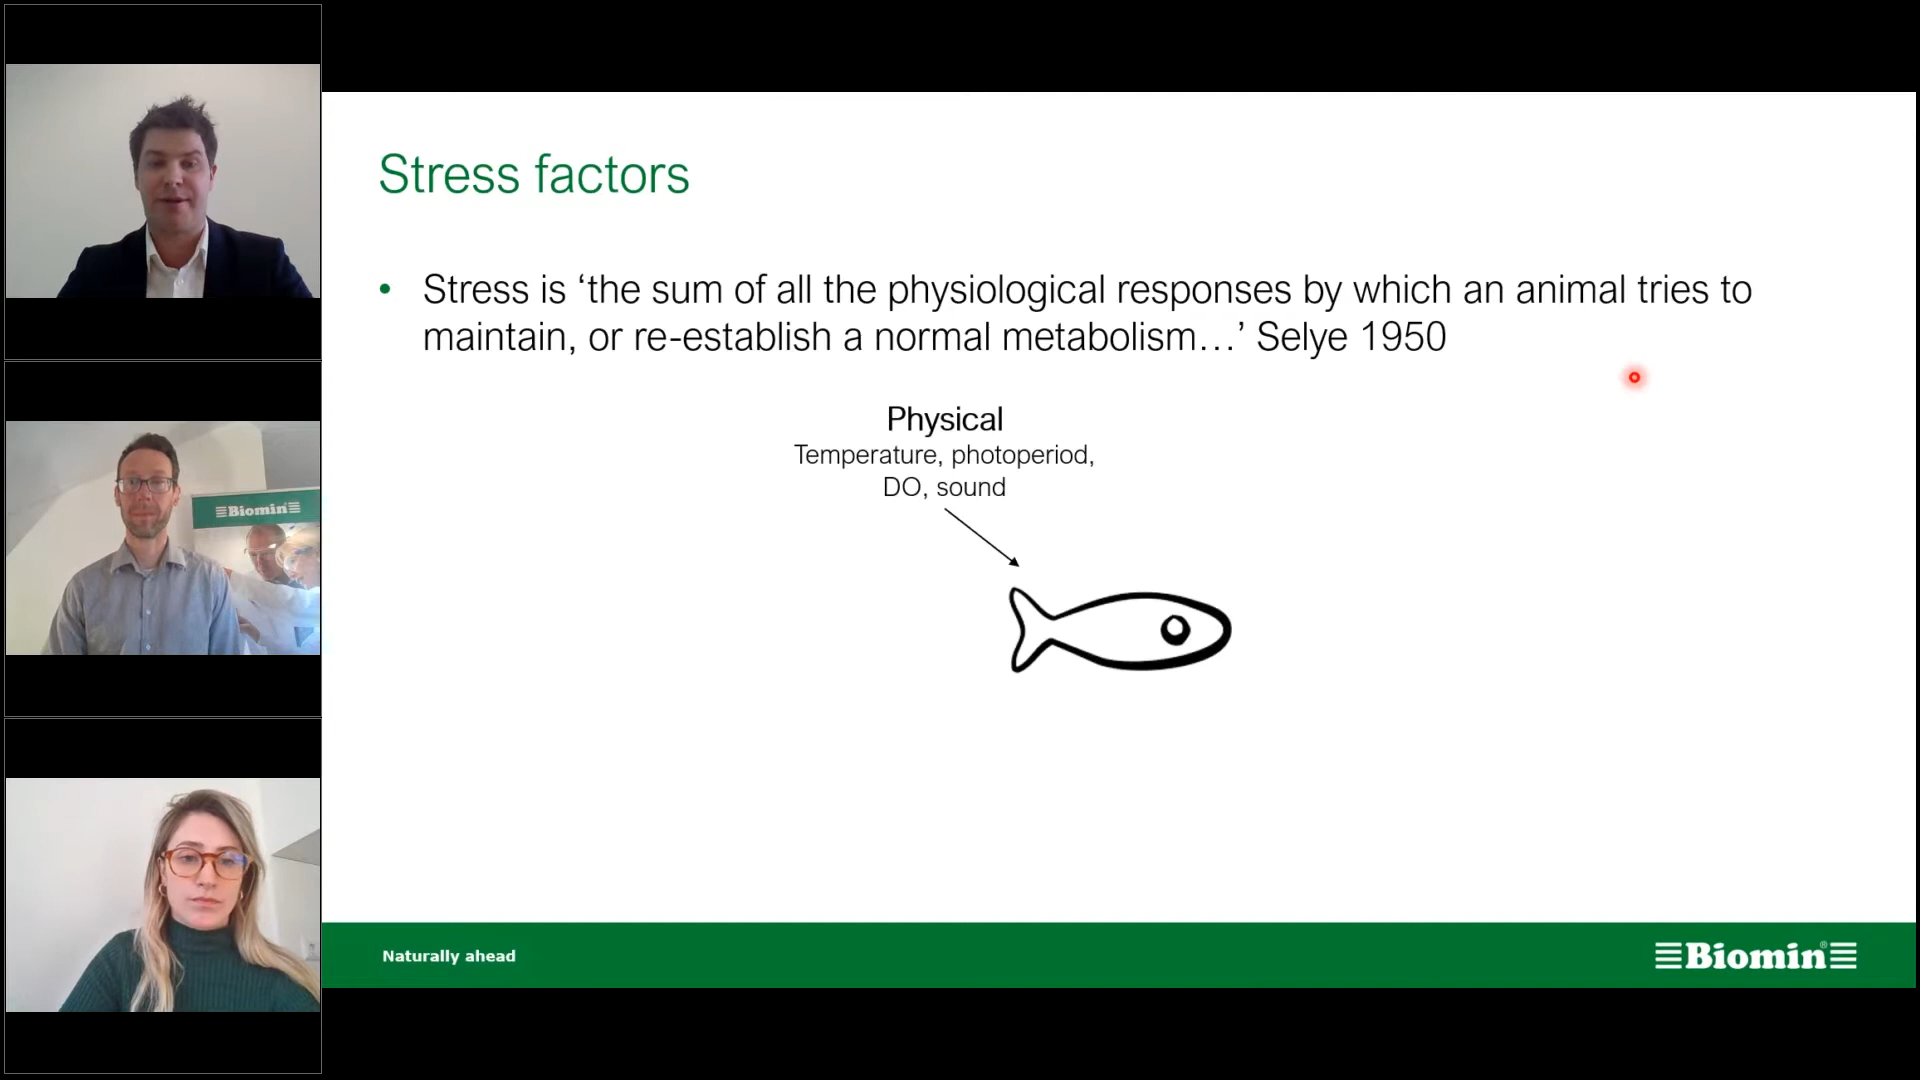 Stress factors
• Stress is ‘the sum of all the physiological responses by which an animal tries to
maintain, or re-establish a normal metabolism…’ Selye 1950
Physical
Temperature, photoperiod,
DO, sound
Biomin
Naturally ahead
Biomin®